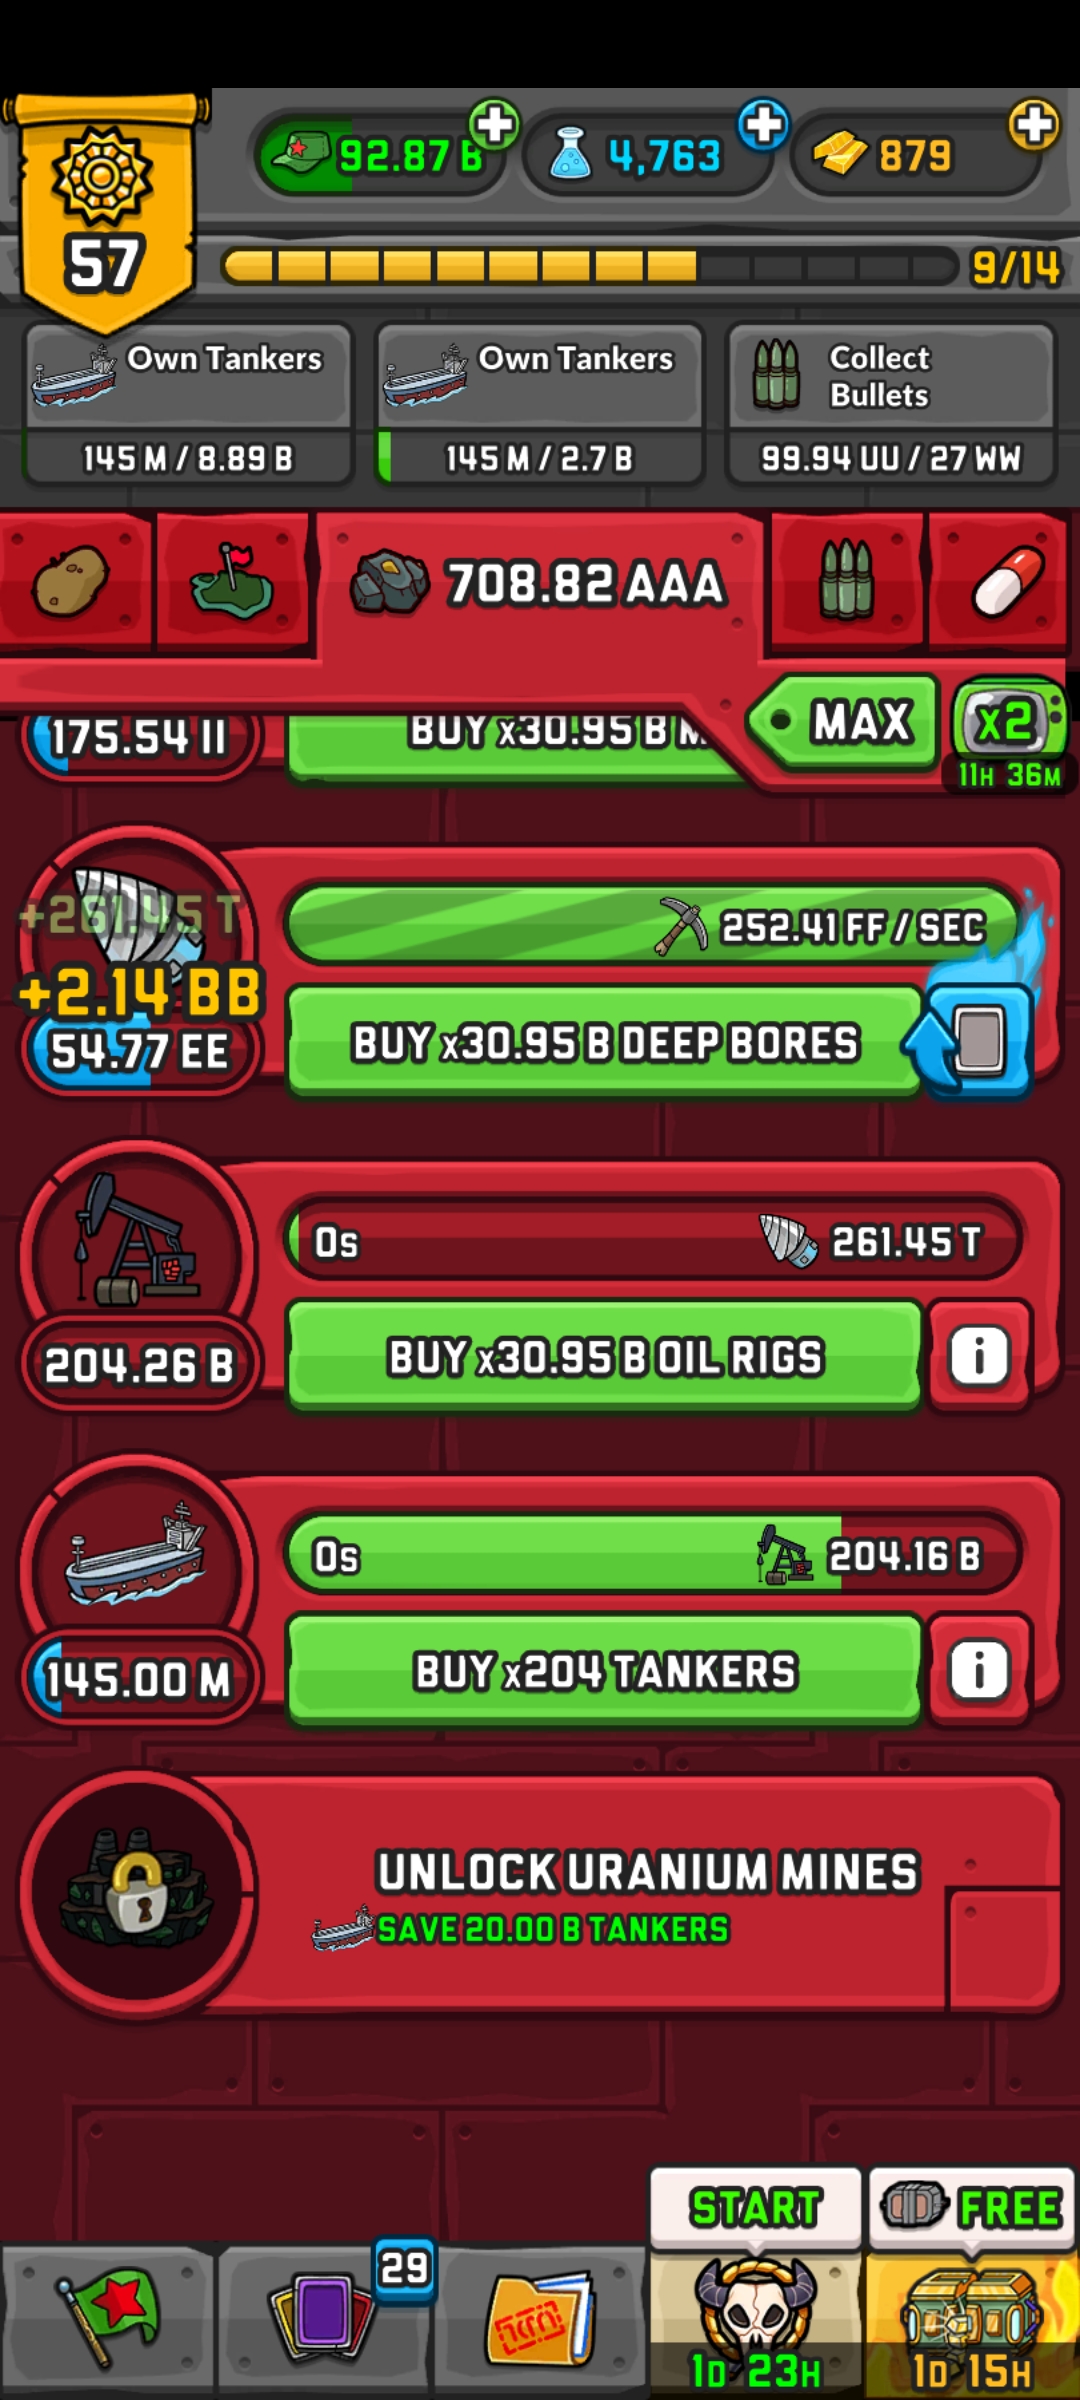 92.87 B
4,763
879
57
9/14
Own Tankers
145 M / 8.89 B
Own Tankers
145 M / 2.7 B
Collect
Bullets
99.94 UU / 27 WW
708.82 AAA
MAX
x2
11H 36M
175.54 II
BUY x30.95 B
+261.45 T
+2.14 BB
54.77 EE
252.41 FF / SEC
BUY x30.95 B DEEP BORES
0s
261.45 T
204.26 B
BUY x30.95 B OIL RIGS
i
0s
204.16 B
145.00 M
BUY x204 TANKERS
i
UNLOCK URANIUM MINES
SAVE 20.00 B TANKERS
START
FREE
29
1D 23H
1D 15H